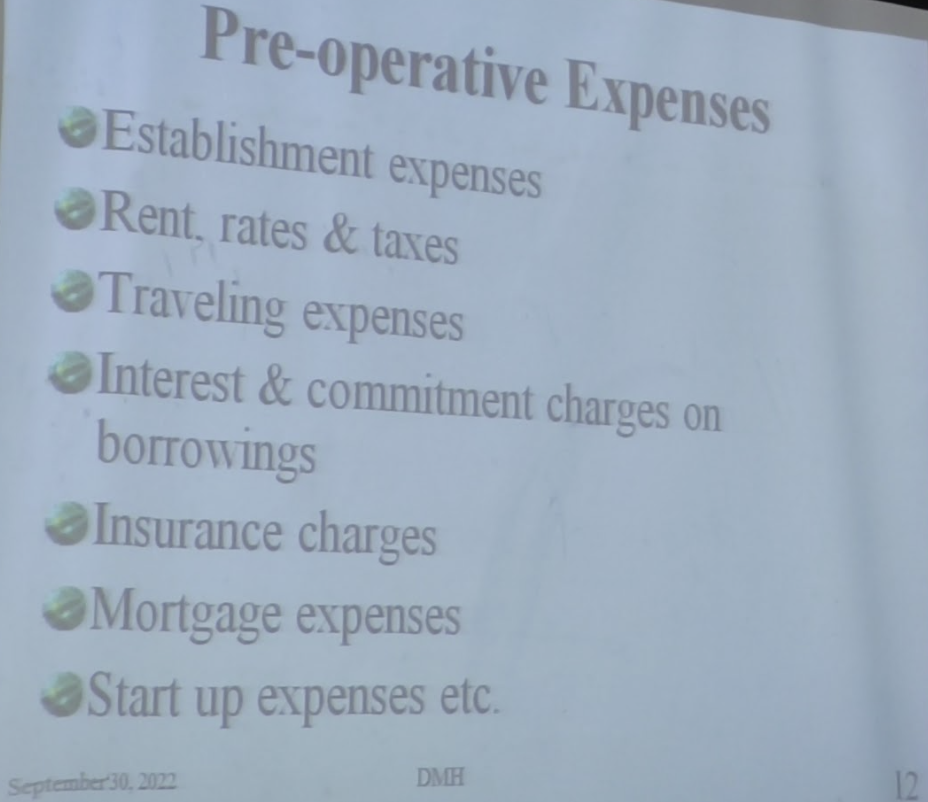 Pre-operative Expenses
Establishment expenses
Rent, rates & taxes
Traveling expenses
Interest & commitment charges on
borrowings
Insurance charges
Mortgage expenses
Start up expenses etc.
September30, 2022
DMH
12